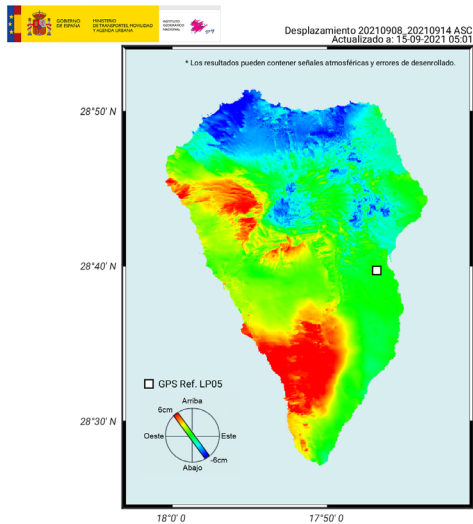 GOBIERNO
DE ESPAÑA
MINISTERIO
DE TRANSPORTES, MOVILIDAD
Y AGENDA URBANA
INSTITUTO
GEOGRÁFICO
NACIONAL
Desplazamiento 20210908_20210914 ASC
Actualizado a: 15-09-2021 05:01
* Los resultados pueden contener señales atmosféricas y errores de desenrollado.
28°50' N
28°40' N
28°30' N
GPS Ref. LP05
Arriba
6cm
Oeste
Este
-6cm
Abajo
18°0' 0
17°50' 0